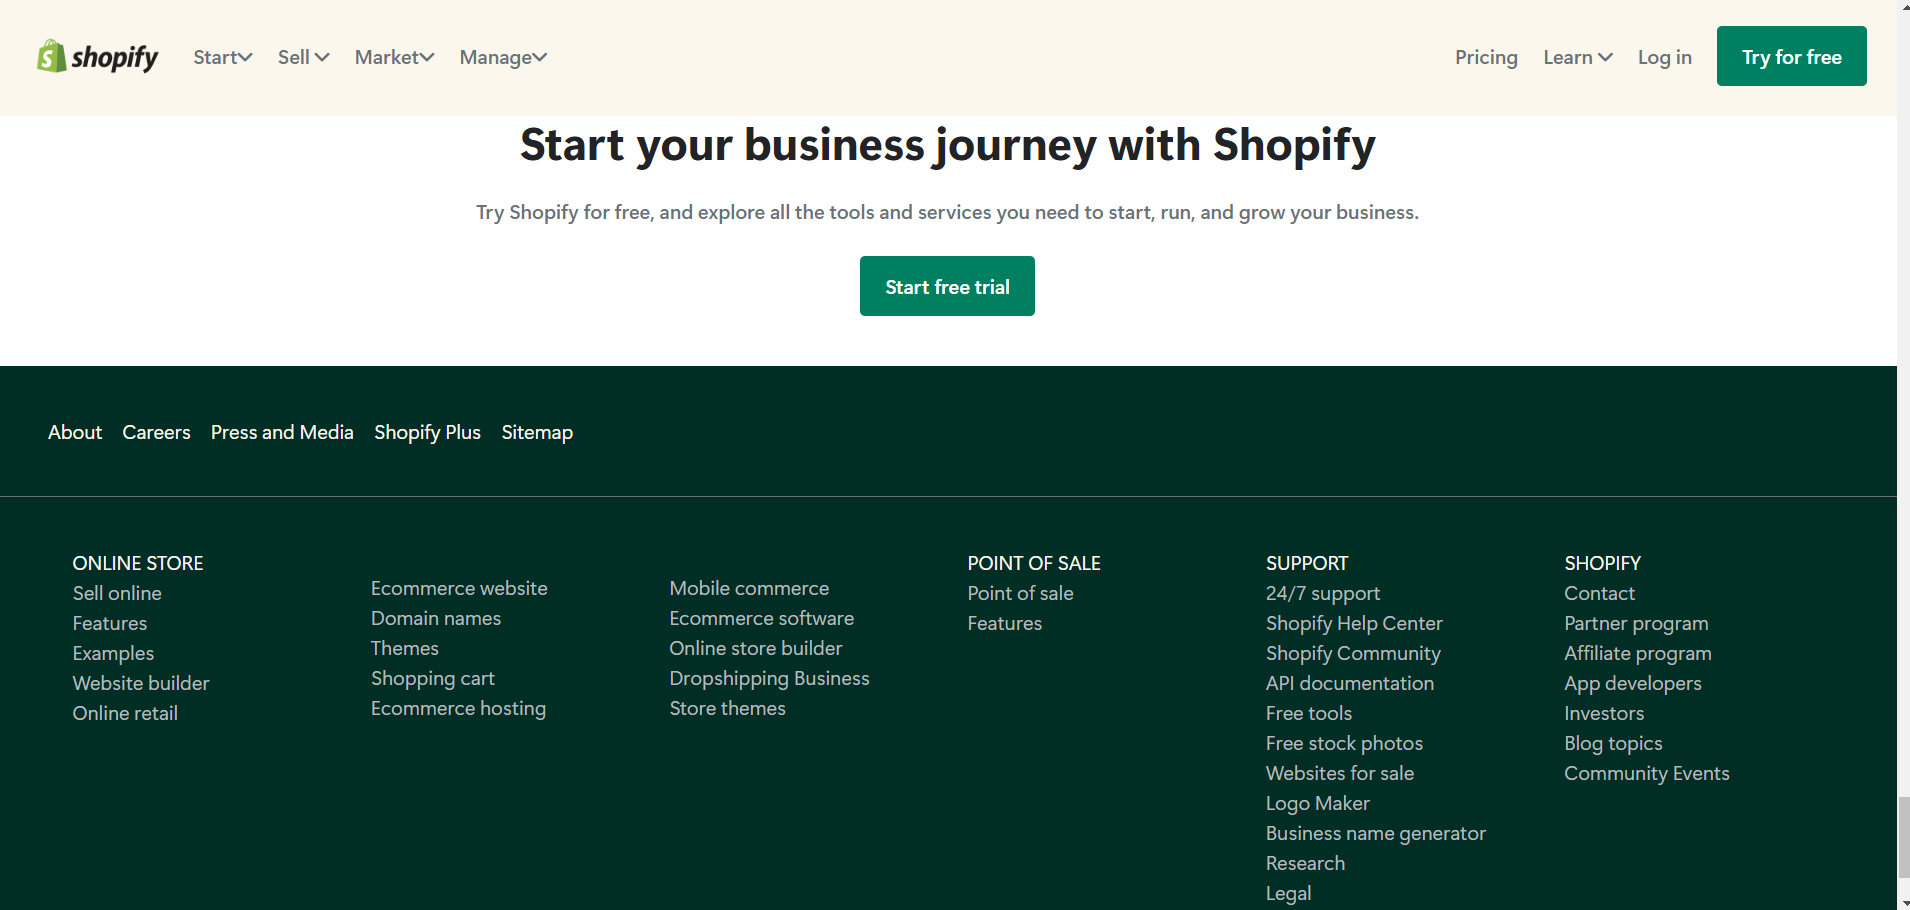 shopify
Start
Sell
Market
Manage
Pricing
Learn
Log in
Try for free
Start your business journey with Shopify
Try Shopify for free, and explore all the tools and services you need to start, run, and grow your business.
Start free trial
About
Careers
Press and Media
Shopify Plus
Sitemap
ONLINE STORE
Sell online
Features
Examples
Website builder
Online retail
Ecommerce website
Domain names
Themes
Shopping cart
Ecommerce hosting
Mobile commerce
Ecommerce software
Online store builder
Dropshipping Business
Store themes
POINT OF SALE
Point of sale
Features
SUPPORT
24/7 support
Shopify Help Center
Shopify Community
API documentation
Free tools
Free stock photos
Websites for sale
Logo Maker
Business name generator
Research
Legal
SHOPIFY
Contact
Partner program
Affiliate program
App developers
Investors
Blog topics
Community Events